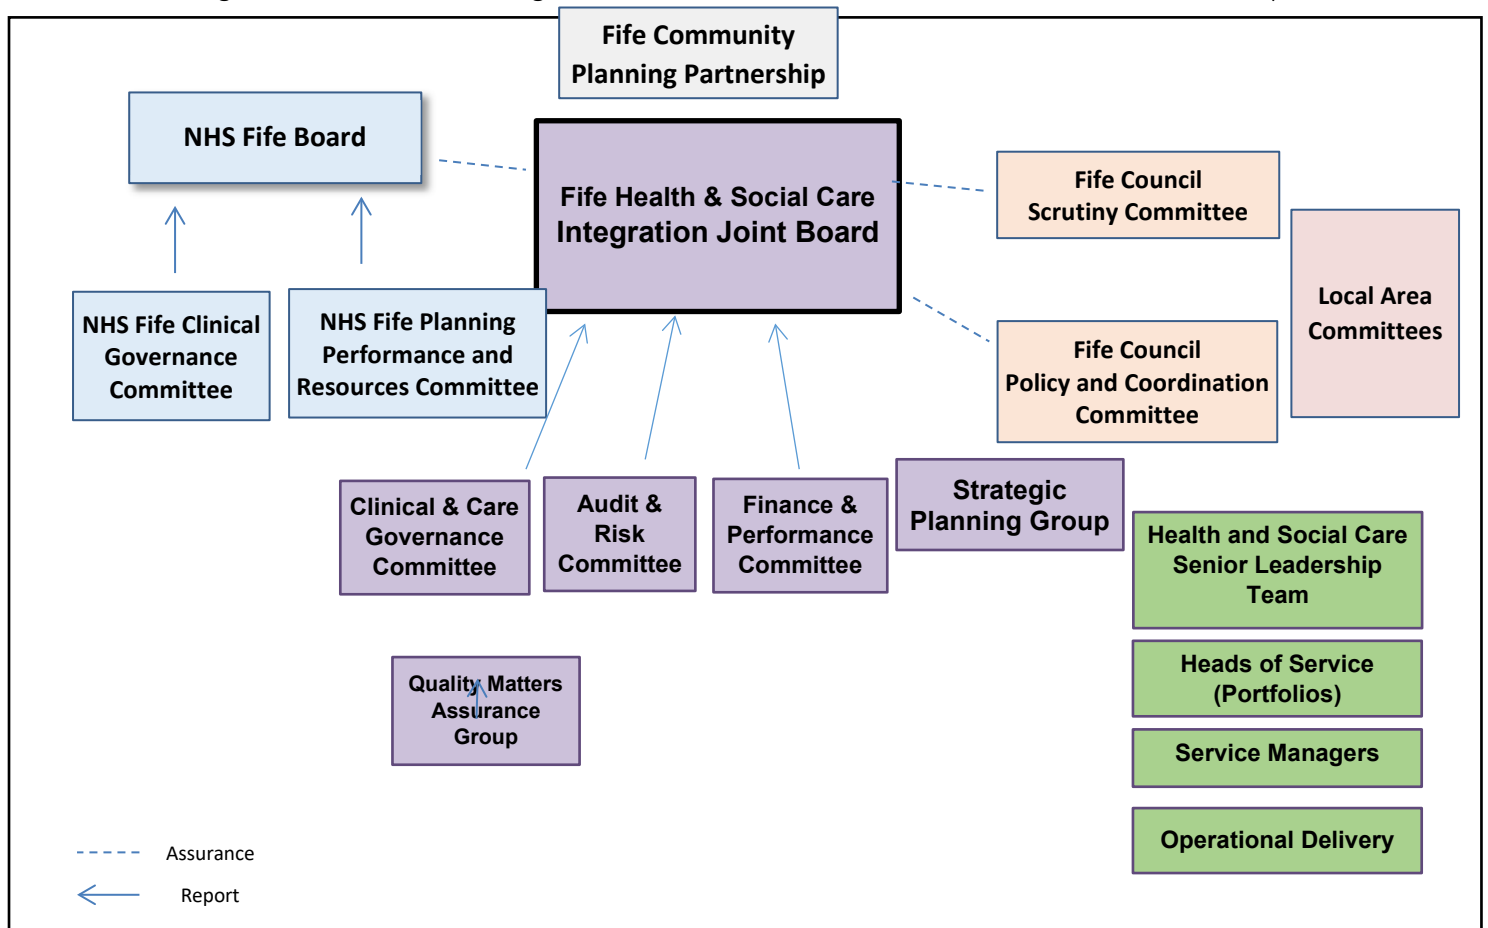 Fife Community
Planning Partnership
NHS Fife Board
Fife Health & Social Care
Integration Joint Board
Fife Council
Scrutiny Committee
Local Area
Committees
NHS Fife Clinical
Governance
Committee
NHS Fife Planning
Performance and
Resources Committee
Fife Council
Policy and Coordination
Committee
Clinical & Care
Governance
Committee
Audit &
Risk
Committee
Finance &
Performance
Committee
Strategic
Planning Group
Health and Social Care
Senior Leadership
Team
Quality Matters
Assurance
Group
Heads of Service
(Portfolios)
Service Managers
Operational Delivery
Assurance
Report